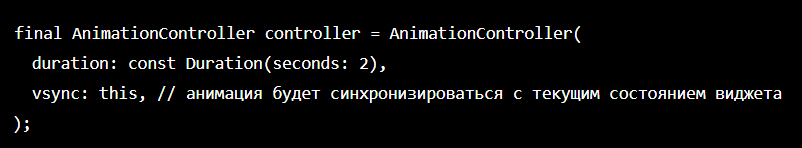 final AnimationController controller = AnimationController(
  duration: const Duration(seconds: 2),
  vsync: this, // анимация будет синхронизироваться с текущим состоянием виджета
);